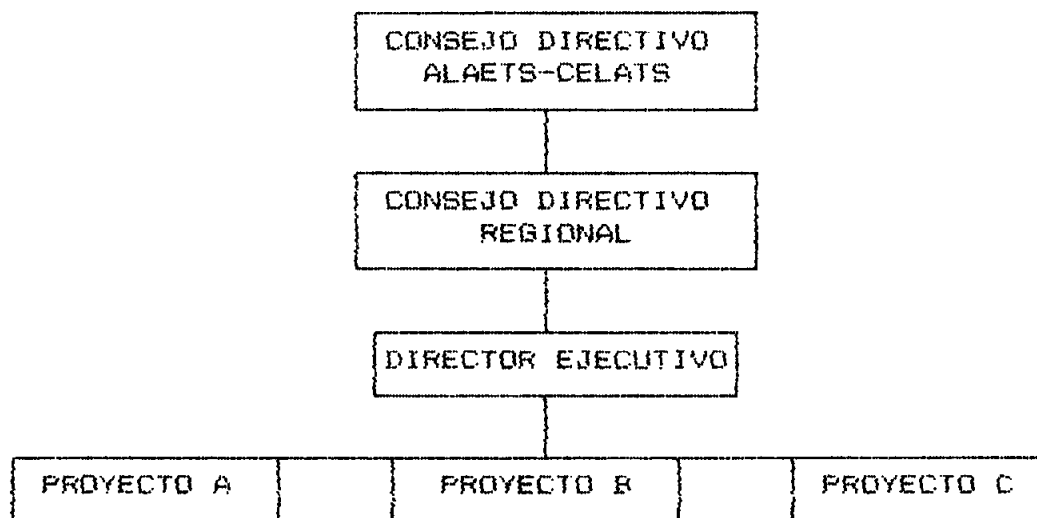 CONSEJO DIRECTIVO
ALAETS-CELATS
CONSEJO DIRECTIVO
REGIONAL
DIRECTOR EJECUTIVO
PROYECTO A PROYECTO B PROYECTO C